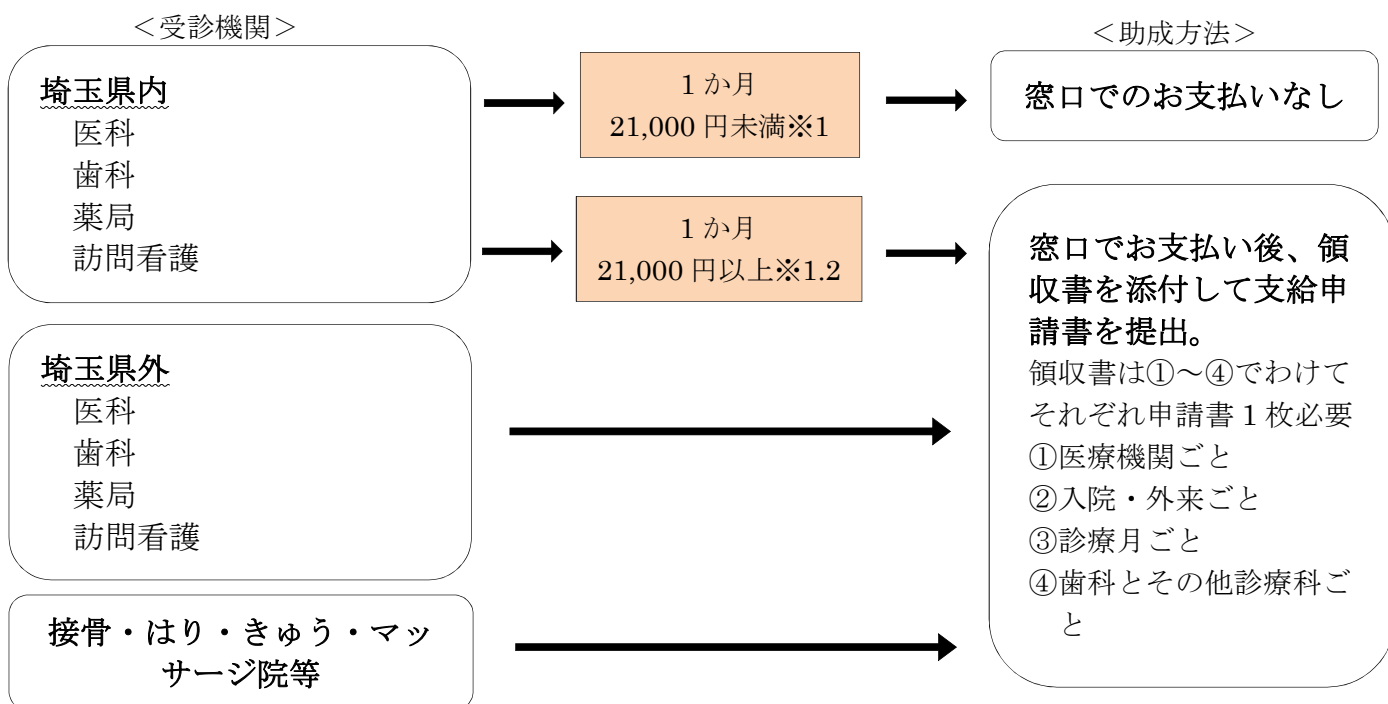 ＜受診機関＞
埼玉県内
医科
歯科
薬局
訪問看護
1 か月
21,000 円未満※1
1 か月
21,000 円以上※1.2
埼玉県外
医科
歯科
薬局
訪問看護
接骨・はり・きゅう・マッ
サージ院等
＜助成方法＞
窓口でのお支払いなし
窓口でお支払い後、領
収書を添付して支給申
請書を提出。
領収書は①～④でわけて
それぞれ申請書 1 枚必要
①医療機関ごと
②入院・外来ごと
③診療月ごと
④歯科とその他診療科ご
と